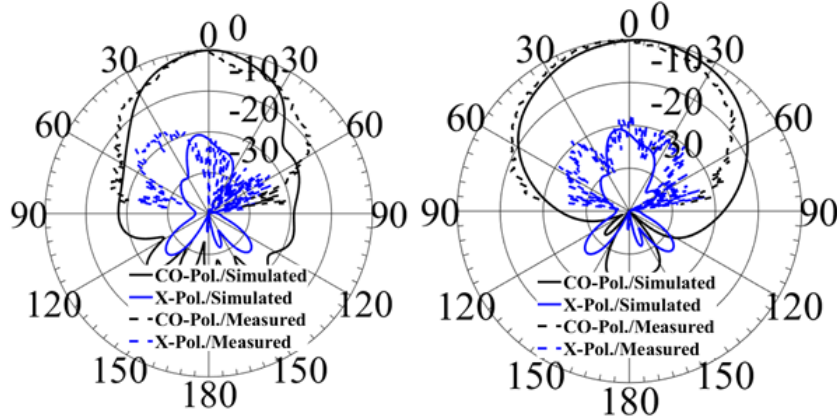 0 0
30 30
-10
-20
-30
60 60
90 90
CO-Pol./Simulated
X-Pol./Simulated
CO-Pol./Measured
X-Pol./Measured
120 120
150 150
180
0 0
30 30
-10
-20
-30
60 60
90 90
CO-Pol./Simulated
X-Pol./Simulated
CO-Pol./Measured
X-Pol./Measured
120 120
150 150
180